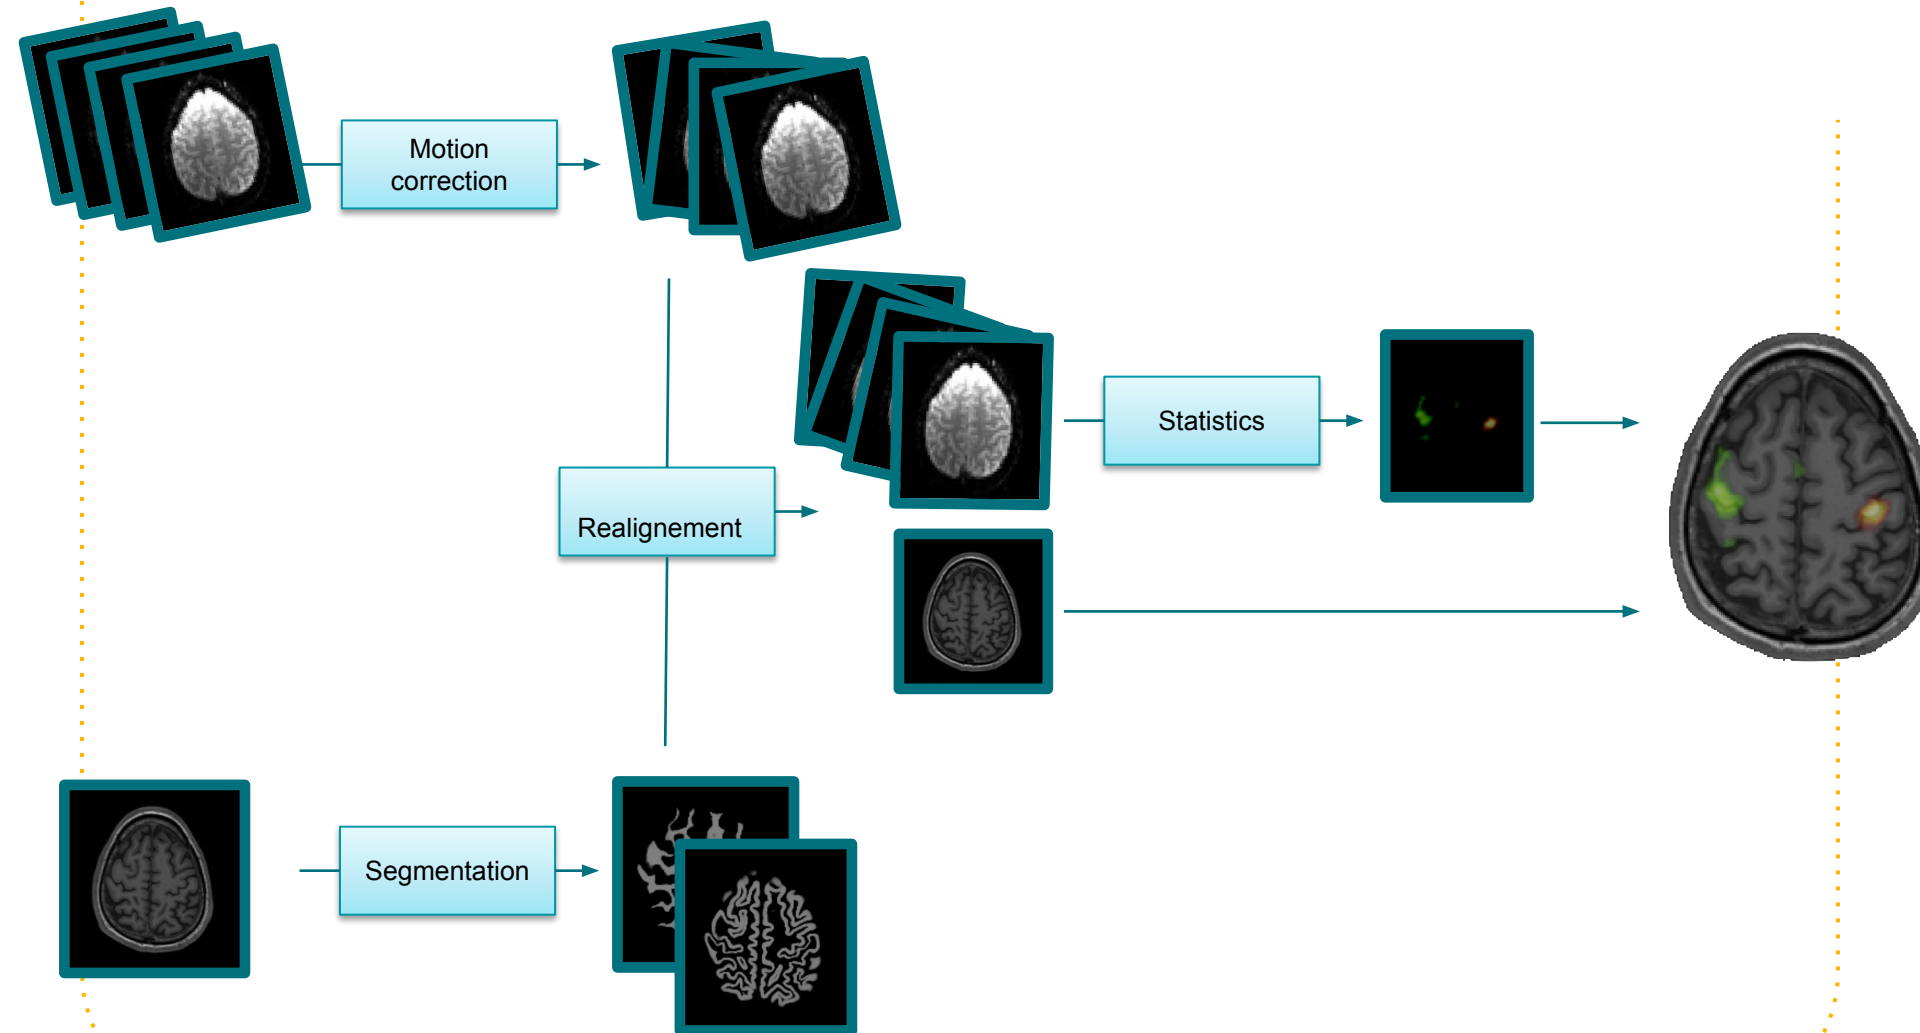 Motion
correction
Statistics
Realignement
Segmentation